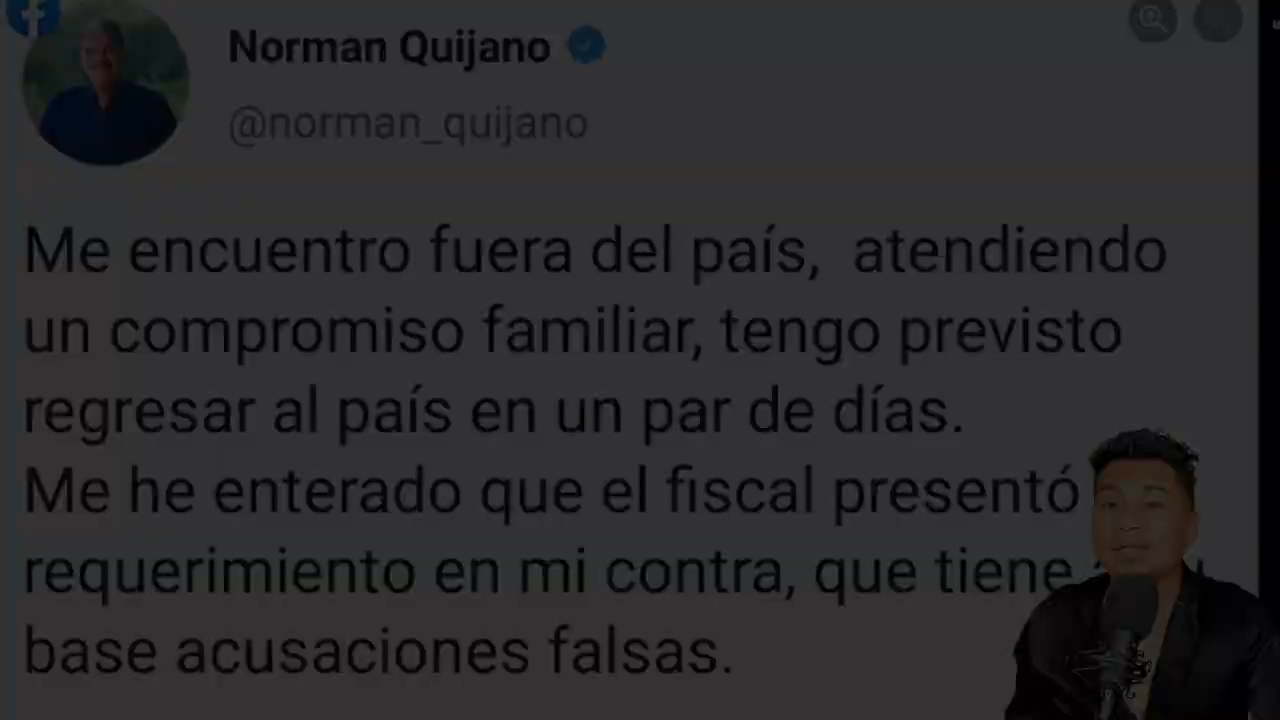 Norman Quijano
@norman_quijano
Me encuentro fuera del país, atendiendo
un compromiso familiar, tengo previsto
regresar al país en un par de días.
Me he enterado que el fiscal presentó
requerimiento en mi contra, que tiene
base acusaciones falsas.